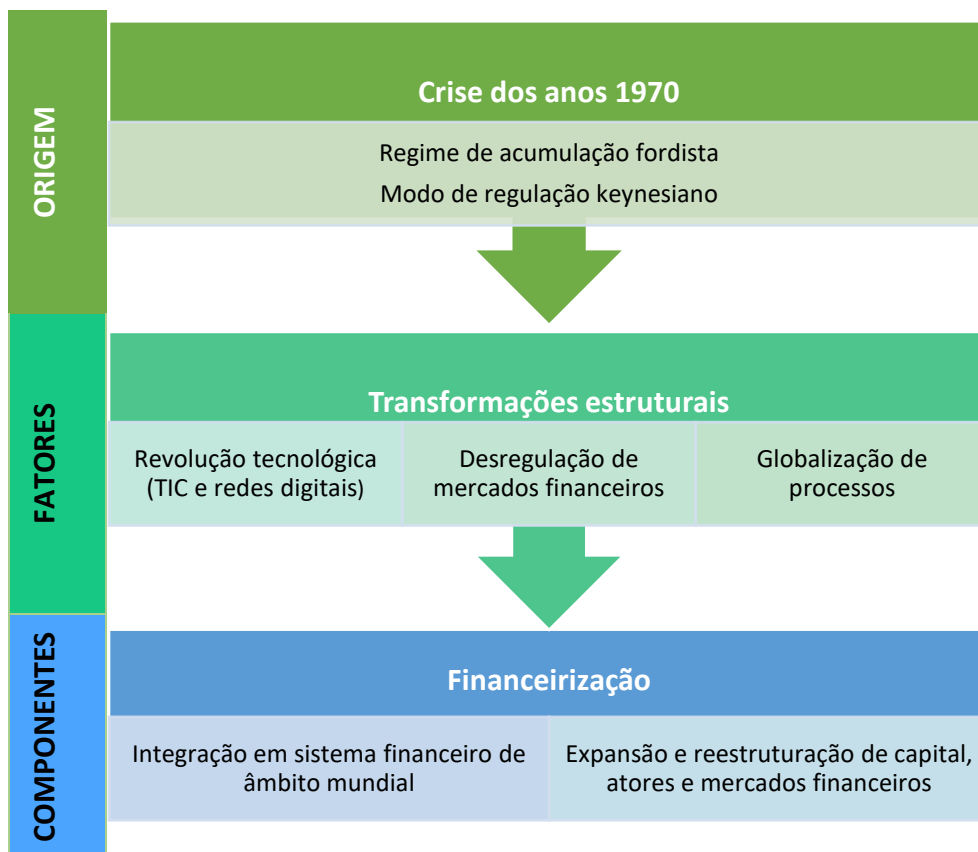 ORIGEM
Crise dos anos 1970
Regime de acumulação fordista
Modo de regulação keynesiano
FATORES
Transformações estruturais
Revolução tecnológica
(TIC e redes digitais)
Desregulação de
mercados financeiros
Globalização de
processos
COMPONENTES
Financeirização
Integração em sistema financeiro de
âmbito mundial
Expansão e reestruturação de capital,
atores e mercados financeiros